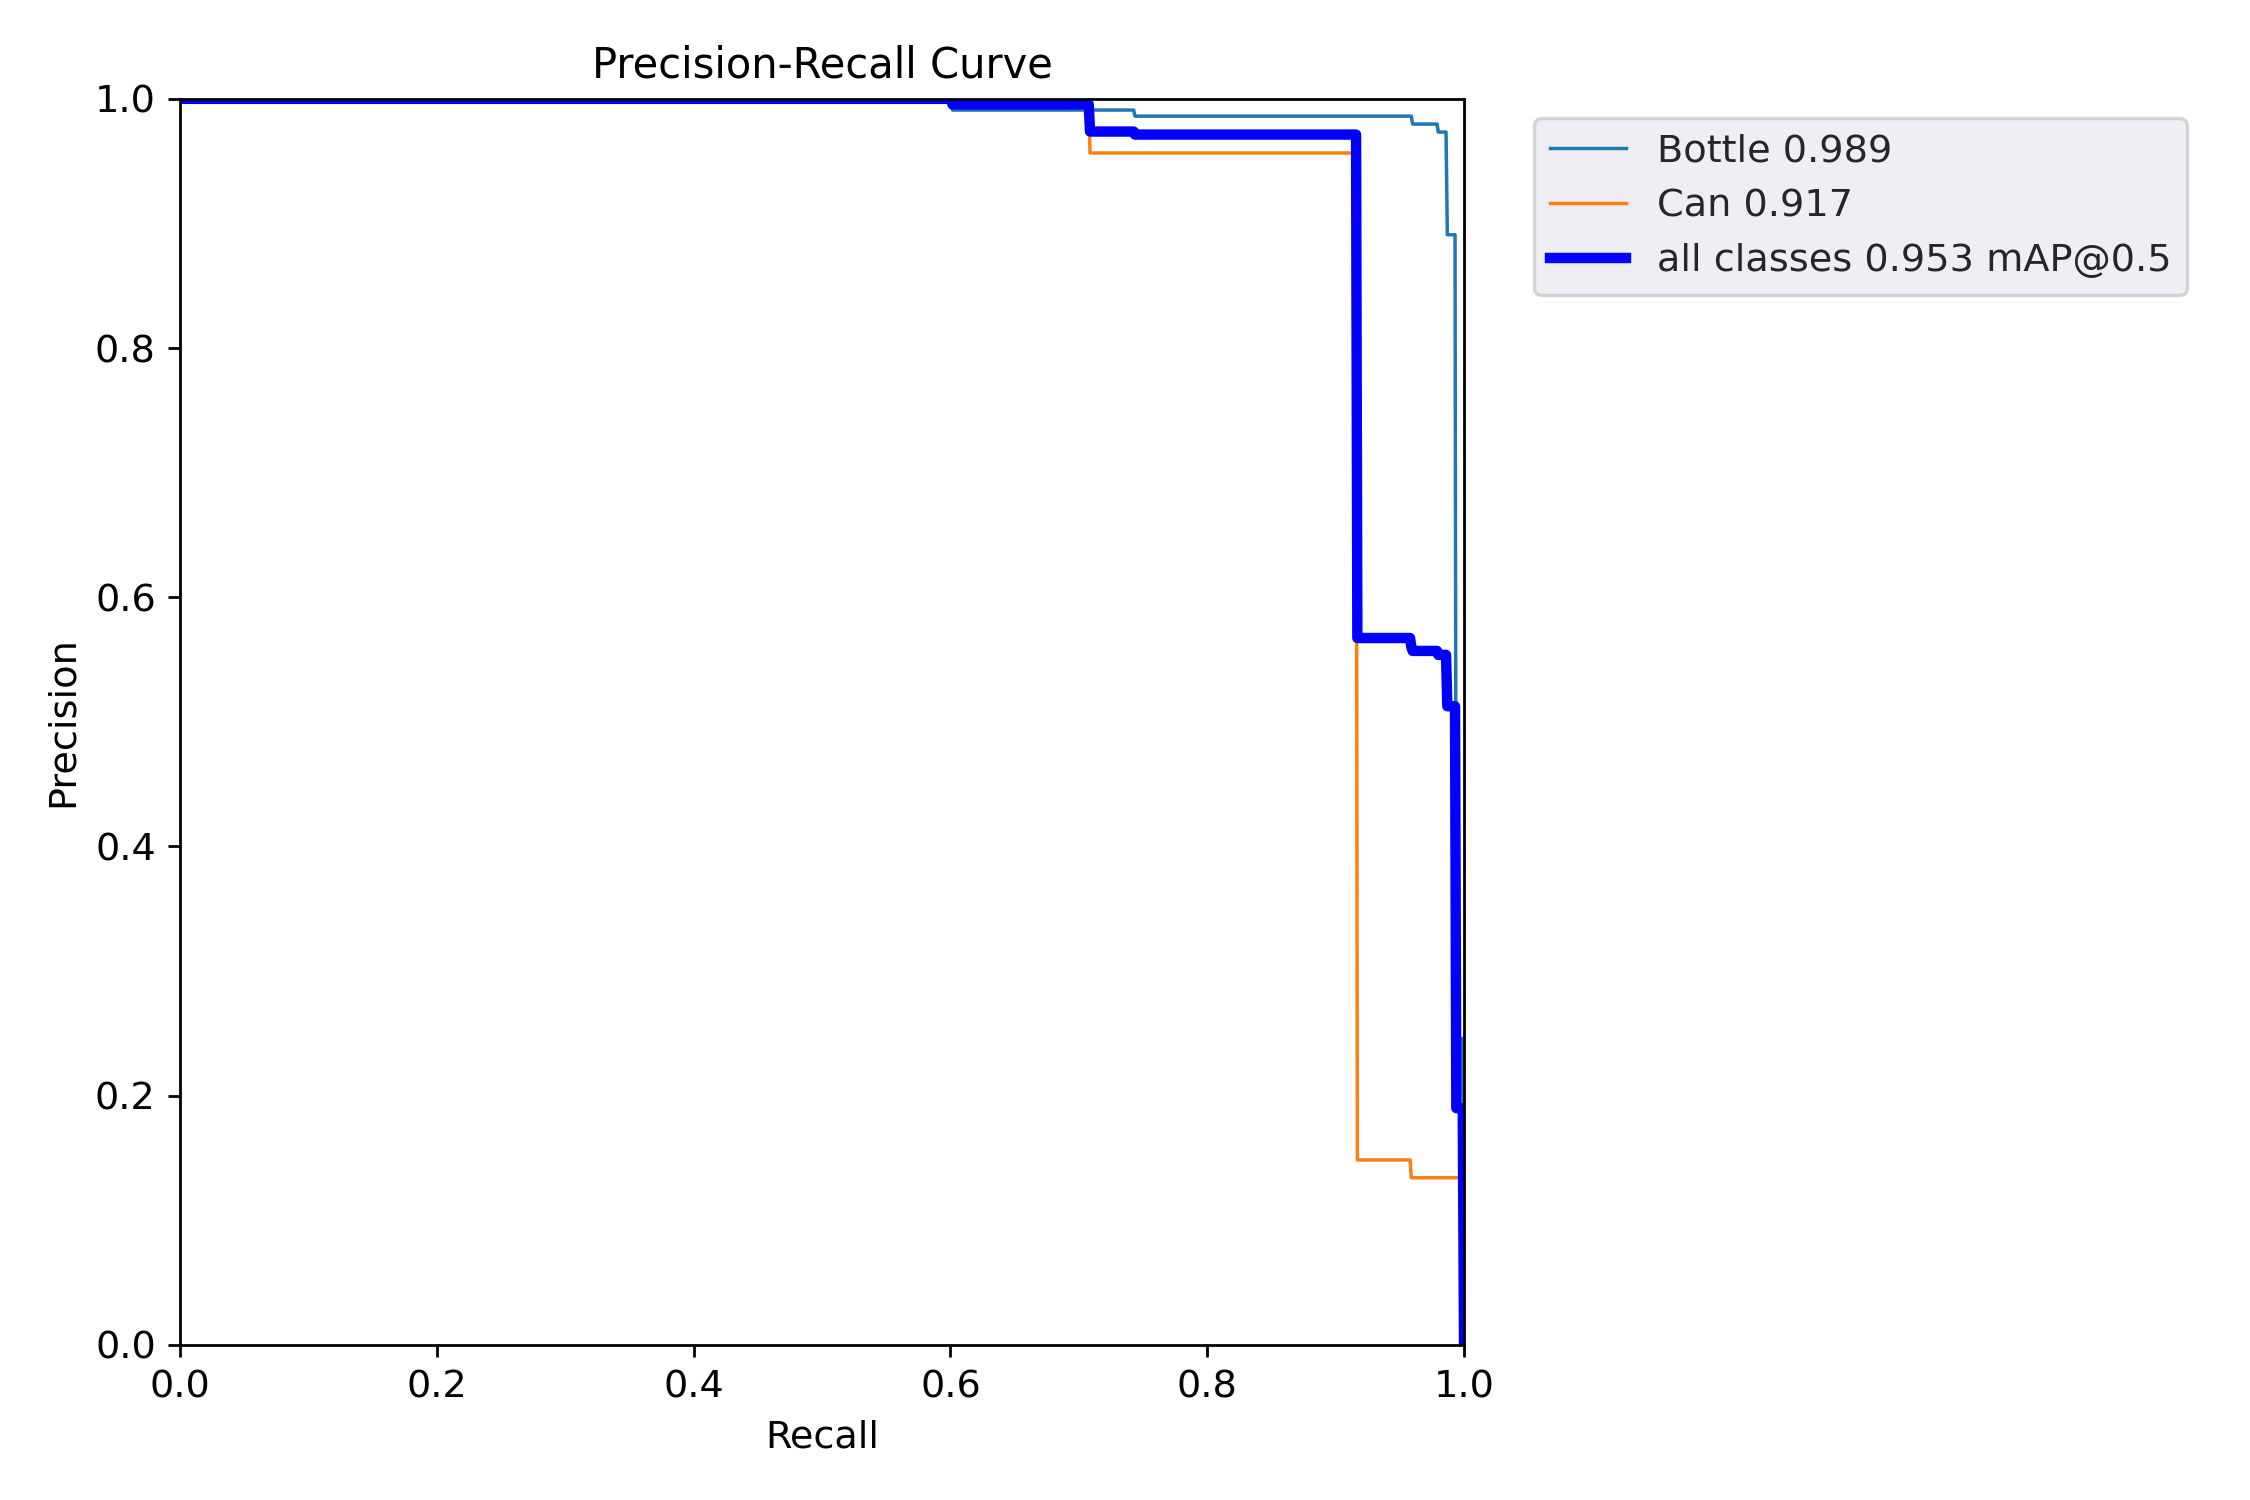 Precision-Recall Curve
1.0
0.8
0.6
0.4
0.2
0.0
Precision
0.0 0.2 0.4 0.6 0.8 1.0
Recall
Bottle 0.989
Can 0.917
all classes 0.953 mAP@0.5